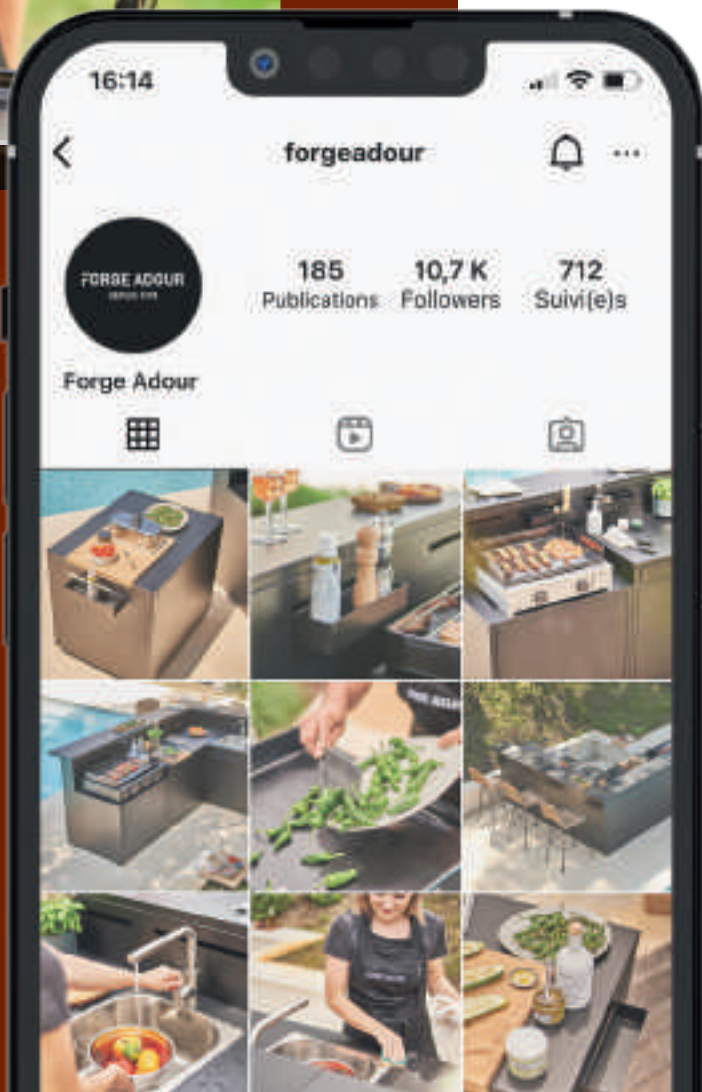 16:14
forgeadour
185
Publications
10,7 K
Followers
712
Suivi(e)s
FORGE ADOUR
Forge Adour